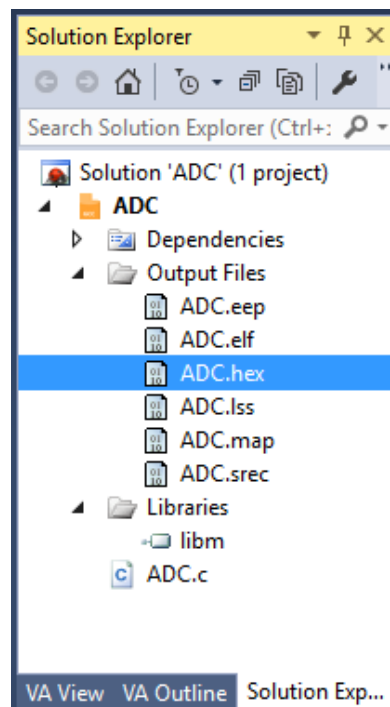 Solution Explorer
Search Solution Explorer (Ctrl+;
Solution 'ADC' (1 project)
ADC
Dependencies
Output Files
ADC.eep
ADC.elf
ADC.hex
ADC.lss
ADC.map
ADC.srec
Libraries
libm
ADC.c
VA View VA Outline Solution Exp...